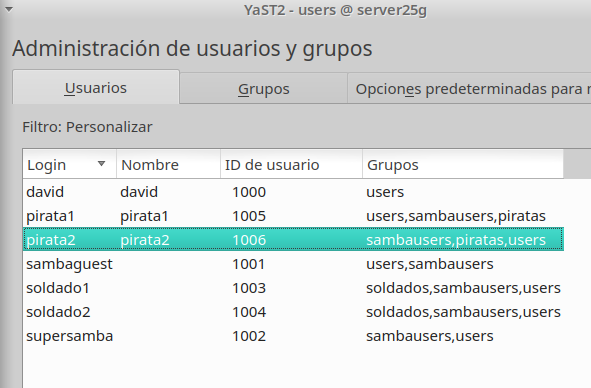 YaST2 - users @ server25g
Administración de usuarios y grupos
Usuarios Grupos Opciones predeterminadas para
Filtro: Personalizar
Login Nombre ID de usuario Grupos
david david 1000 users
pirata1 pirata1 1005 users,sambausers,piratas
pirata2 pirata2 1006 sambausers,piratas,users
sambaguest 1001 users,sambausers
soldado1 1003 soldados,sambausers,users
soldado2 1004 soldados,sambausers,users
supersamba 1002 sambausers,users